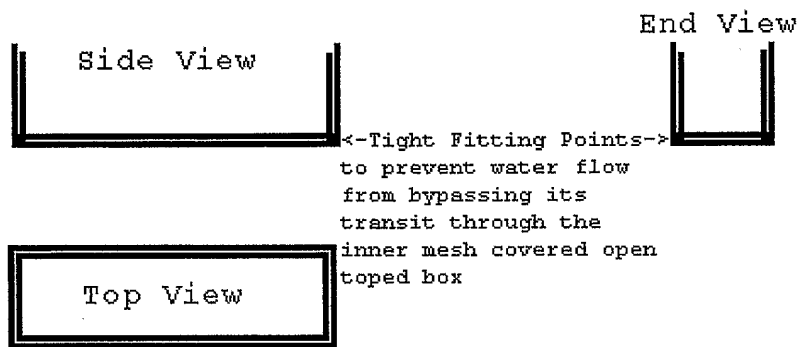 End View
Side View
<-Tight Fitting Points->
to prevent water flow
from bypassing its
transit through the
inner mesh covered open
toped box
Top View